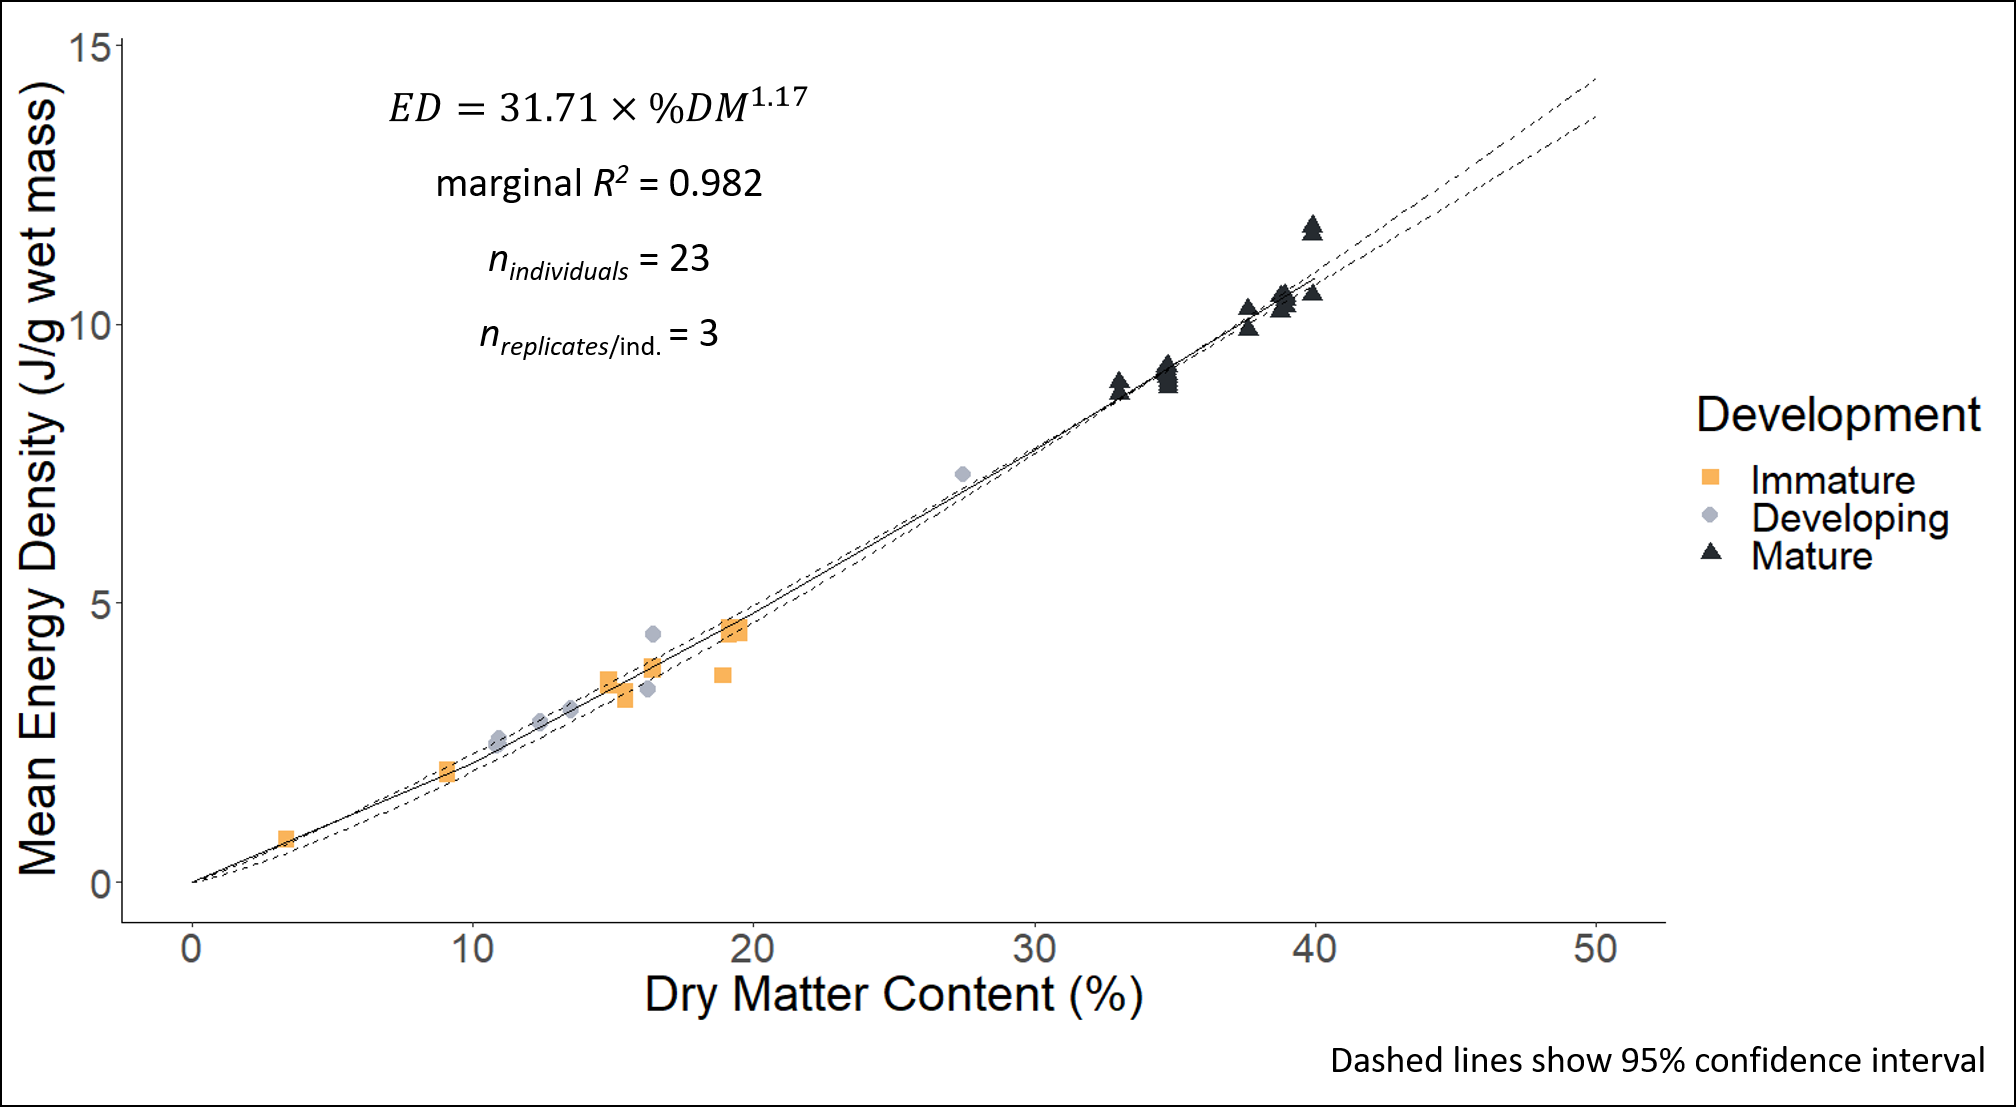 Mean Energy Density (J/g wet mass)
15
10
5
0
ED = 31.71 × %DM^1.17
marginal R² = 0.982
n_individuals = 23
n_replicates/ind. = 3
Development
Immature
Developing
Mature
0 10 20 30 40 50
Dry Matter Content (%)
Dashed lines show 95% confidence interval